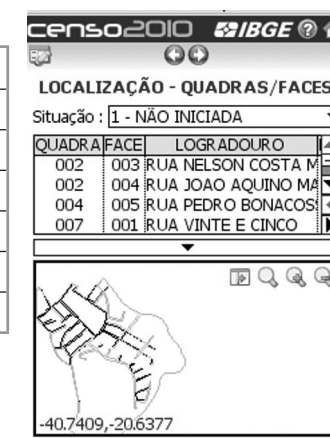 censo2010 IBGE ?
LOCALIZAÇÃO - QUADRAS/FACES
Situação : 1 - NÃO INICIADA
QUADRA FACE LOGRADOURO
002 003 RUA NELSON COSTA M
002 004 RUA JOAO AQUINO MA
004 005 RUA PEDRO BONACOS
007 001 RUA VINTE E CINCO
-40.7409,-20.6377